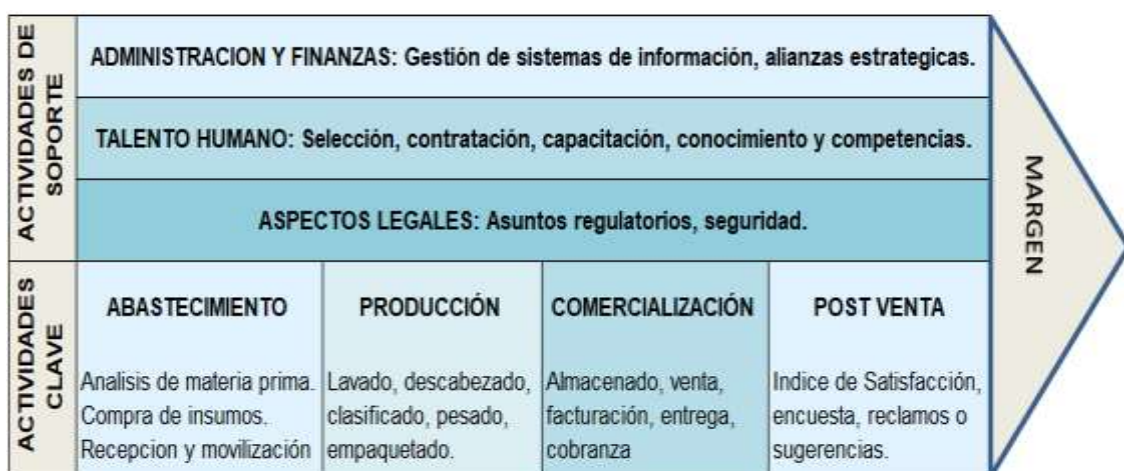 ACTIVIDADES DE
SOPORTE
ADMINISTRACION Y FINANZAS: Gestión de sistemas de información, alianzas estrategicas.
TALENTO HUMANO: Selección, contratación, capacitación, conocimiento y competencias.
ASPECTOS LEGALES: Asuntos regulatorios, seguridad.
ACTIVIDADES
CLAVE
ABASTECIMIENTO
Analisis de materia prima.
Compra de insumos.
Recepcion y movilización
PRODUCCIÓN
Lavado, descabezado,
clasificado, pesado,
empaquetado.
COMERCIALIZACIÓN
Almacenado, venta,
facturación, entrega,
cobranza
POST VENTA
Indice de Satisfacción,
encuesta, reclamos o
sugerencias.
MARGEN